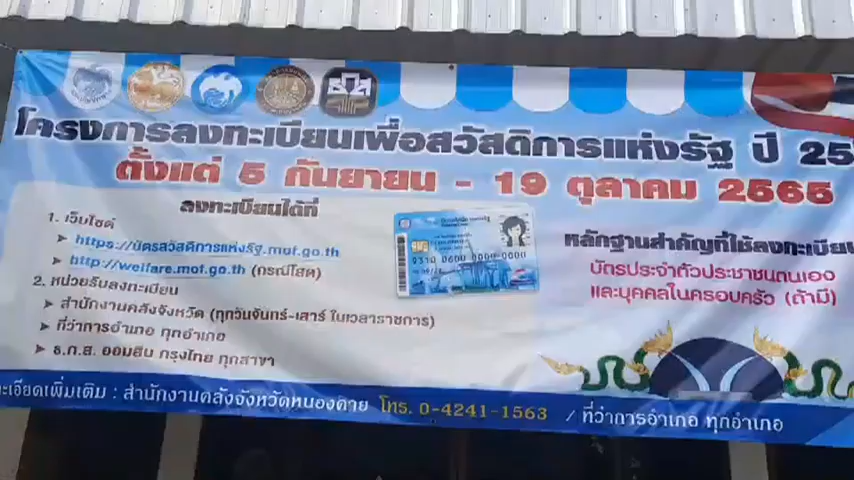 โครงการลงทะเบียนเพื่อสวัสดิการแห่งรัฐ ปี 25
ตั้งแต่ 5 กันยายน - 19 ตุลาคม 2565
ลงทะเบียนได้ที่
1. เว็บไซต์
➤ https://บัตรสวัสดิการแห่งรัฐ.mof.go.th
➤ http://welfare.mof.go.th (กรณีโสด)
2. หน่วยรับลงทะเบียน
➤ สำนักงานคลังจังหวัด (ทุกวันจันทร์-เสาร์ ในเวลาราชการ)
➤ ที่ว่าการอำเภอ ทุกอำเภอ
➤ ธ.ก.ส. ออมสิน กรุงไทย ทุกสาขา
หลักฐานสำคัญที่ใช้ลงทะเบียน
บัตรประจำตัวประชาชนตนเอง
และบุคคลในครอบครัว (ถ้ามี)
ะเอียดเพิ่มเติม : สำนักงานคลังจังหวัดหนองคาย โทร. 0-4241-1563 / ที่ว่าการอำเภอ ทุกอำเภอ